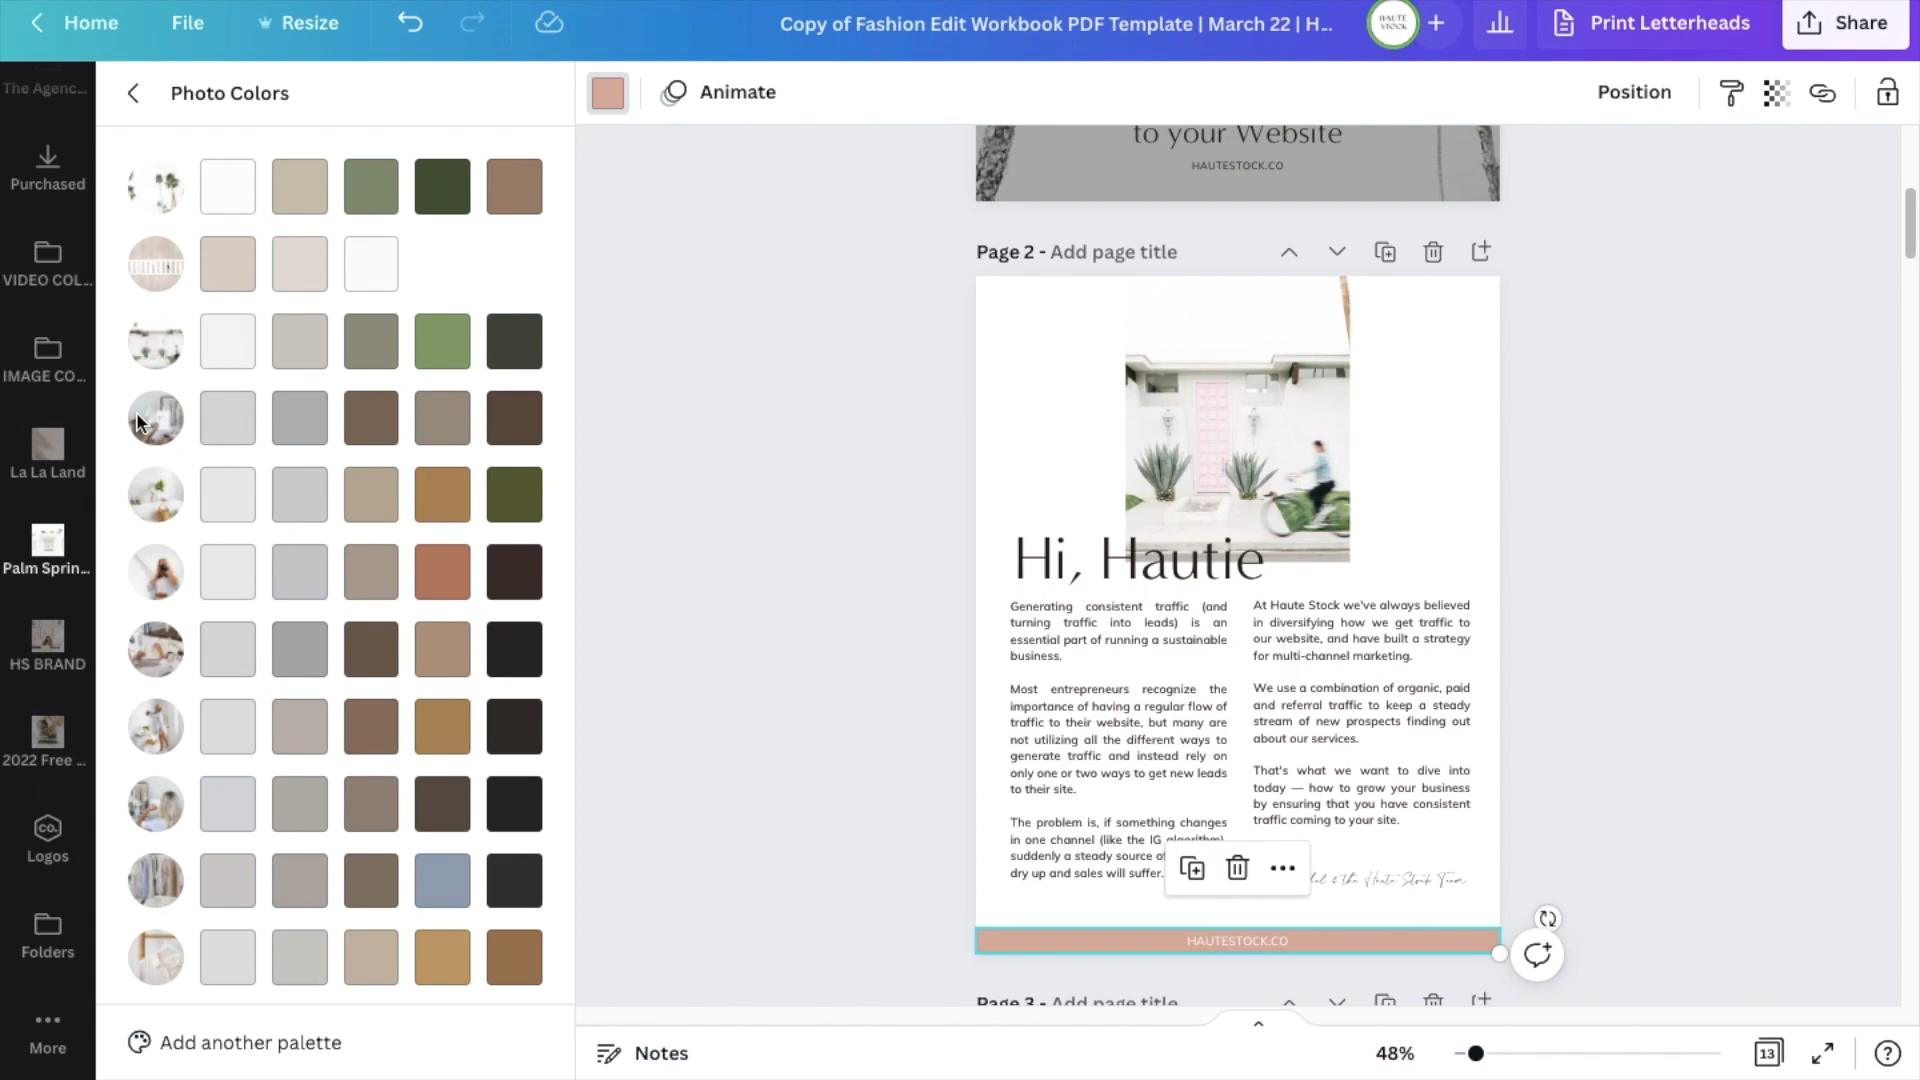 Home
File
Resize
Copy of Fashion Edit Workbook PDF Template | March 22 | H...
HAUTE
STOCK
Print Letterheads
Share
The Agenc...
Photo Colors
Animate
Position
Purchased
VIDEO COL...
IMAGE CO...
La La Land
Palm Sprin...
HS BRAND
2022 Free ...
co.
Logos
Folders
More
Add another palette
to your Website
HAUTESTOCK.CO
Page 2 - Add page title
Hi, Hautie
Generating consistent traffic (and
turning traffic into leads) is an
essential part of running a sustainable
business.
Most entrepreneurs recognize the
importance of having a regular flow of
traffic to their website, but many are
not utilizing all the different ways to
generate traffic and instead rely on
only one or two ways to get new leads
to their site.
The problem is, if something changes
in one channel (like the IG algorithm),
suddenly a steady source of
dry up and sales will suffer.
At Haute Stock we've always believed
in diversifying how we get traffic to
our website, and have built a strategy
for multi-channel marketing.
We use a combination of organic, paid
and referral traffic to keep a steady
stream of new prospects finding out
about our services.
That's what we want to dive into
today — how to grow your business
by ensuring that you have consistent
traffic coming to your site.
& the Haute Stock Team
HAUTESTOCK.CO
Page 3 - Add page title
Notes
48%
13
?